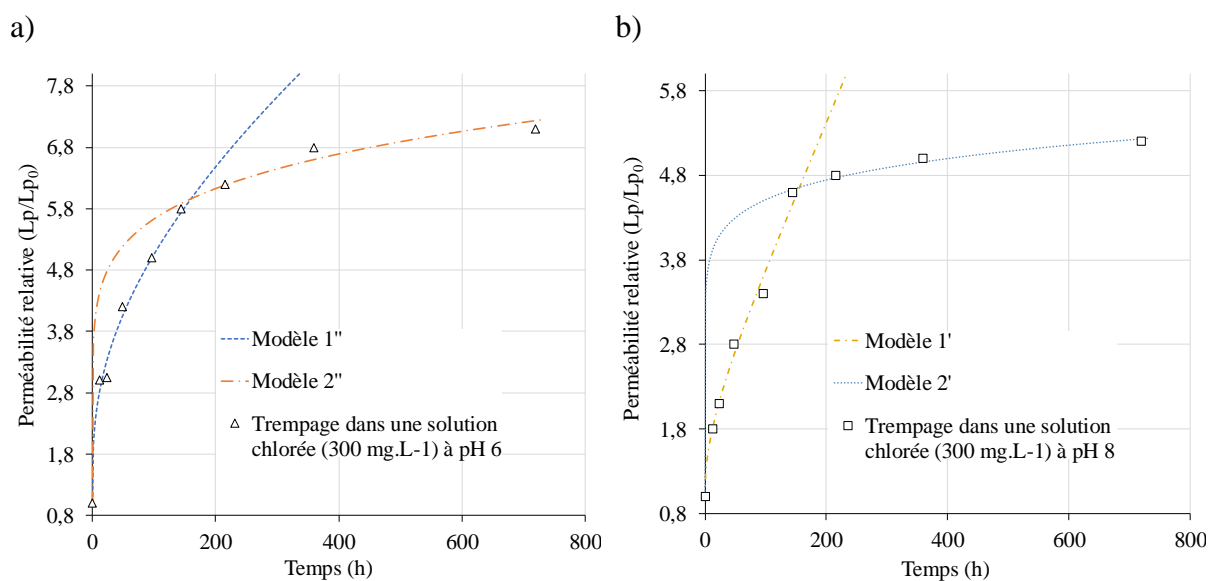 a)
Perméabilité relative (Lp/Lp₀)
7,8
6,8
5,8
4,8
3,8
2,8
1,8
0,8
0
200
400
600
800
Temps (h)
Modèle 1''
Modèle 2''
Trempage dans une solution
chlorée (300 mg.L-1) à pH 6
b)
Perméabilité relative (Lp/Lp₀)
5,8
4,8
3,8
2,8
1,8
0,8
0
200
400
600
800
Temps (h)
Modèle 1'
Modèle 2'
Trempage dans une solution
chlorée (300 mg.L-1) à pH 8